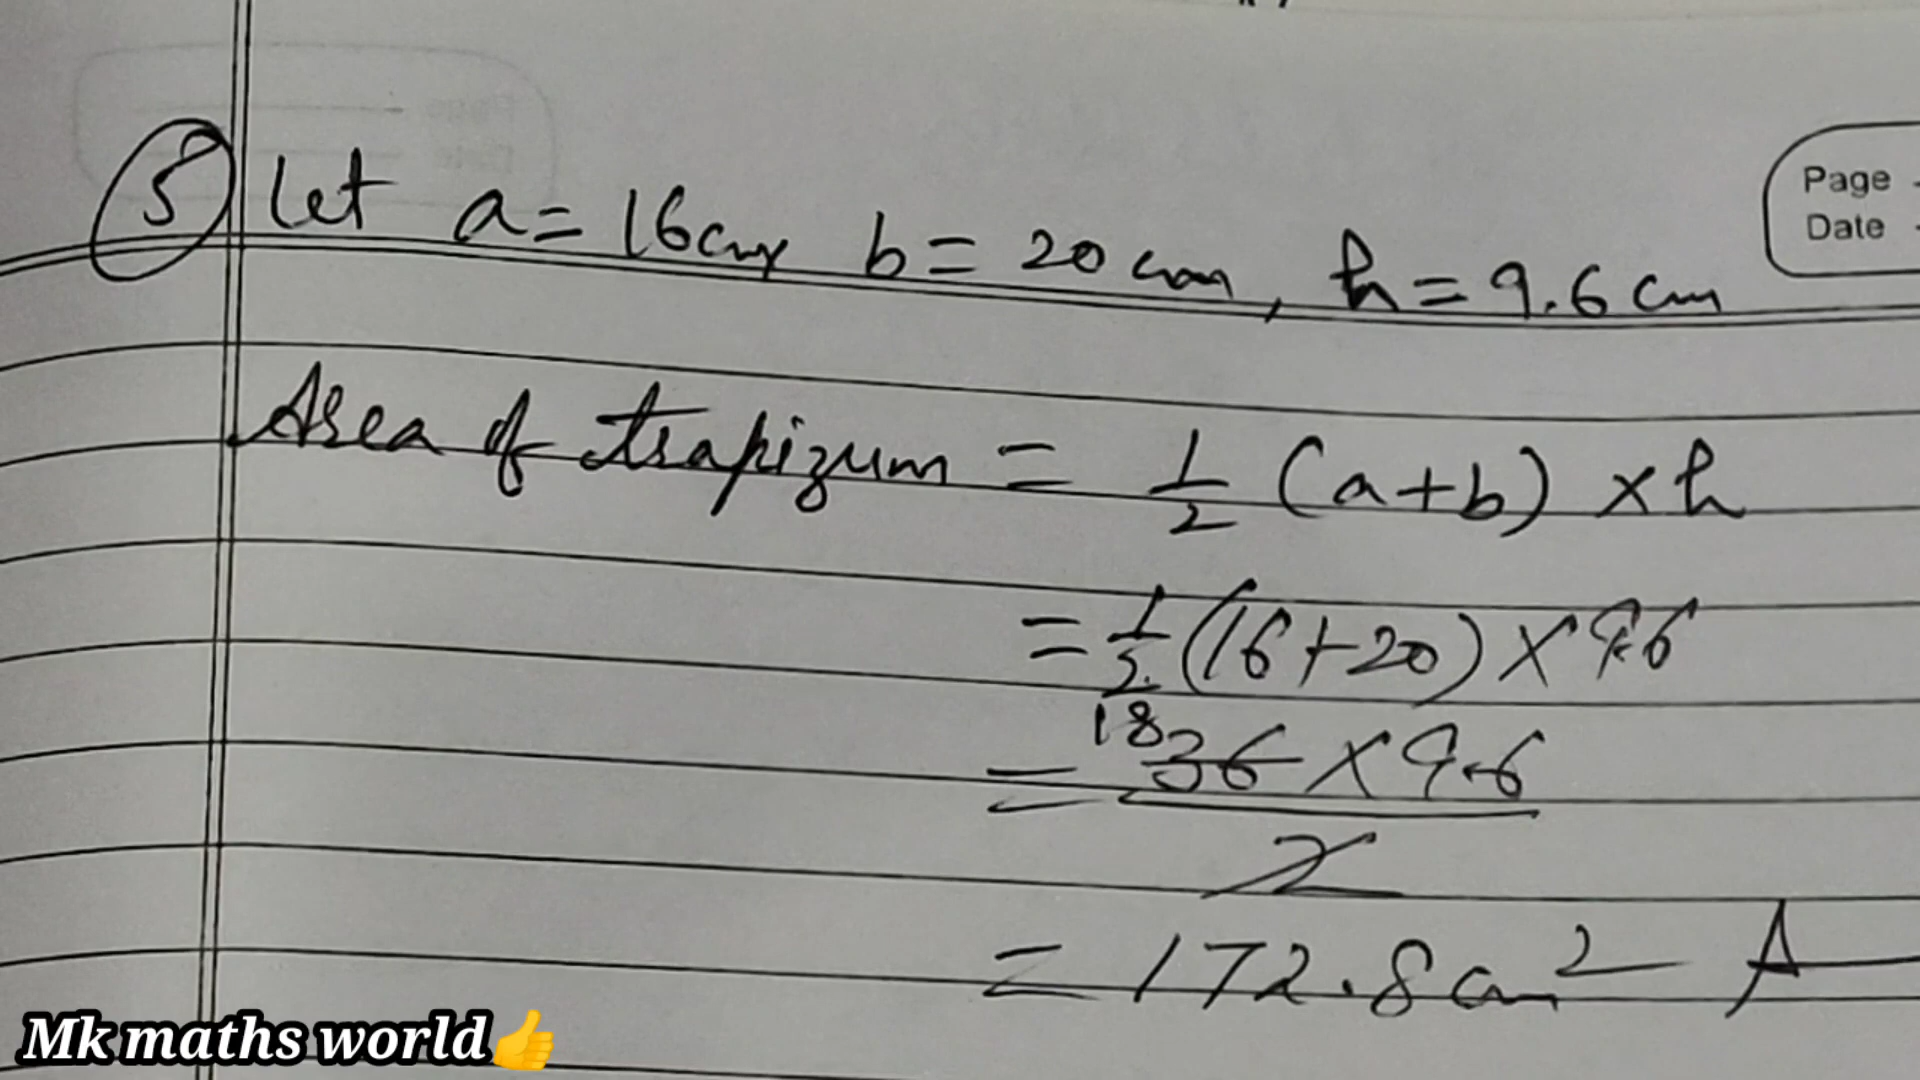 Page
Date
5 Let a = 16cm, b = 20 cm, h = 9.6 cm
Area of trapizum = 1/2 (a+b) × h
= 1/2 (16+20) × 9.6
= 18 36 × 9.6 / 2
= 172.8 cm²
Mk maths world👍